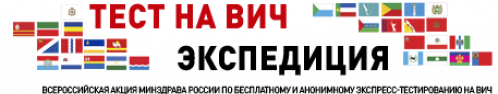 ТЕСТ НА ВИЧ
ЭКСПЕДИЦИЯ
ВСЕРОССИЙСКАЯ АКЦИЯ МИНЗДРАВА РОССИИ ПО БЕСПЛАТНОМУ И АНОНИМНОМУ ЭКСПРЕСС-ТЕСТИРОВАНИЮ НА ВИЧ